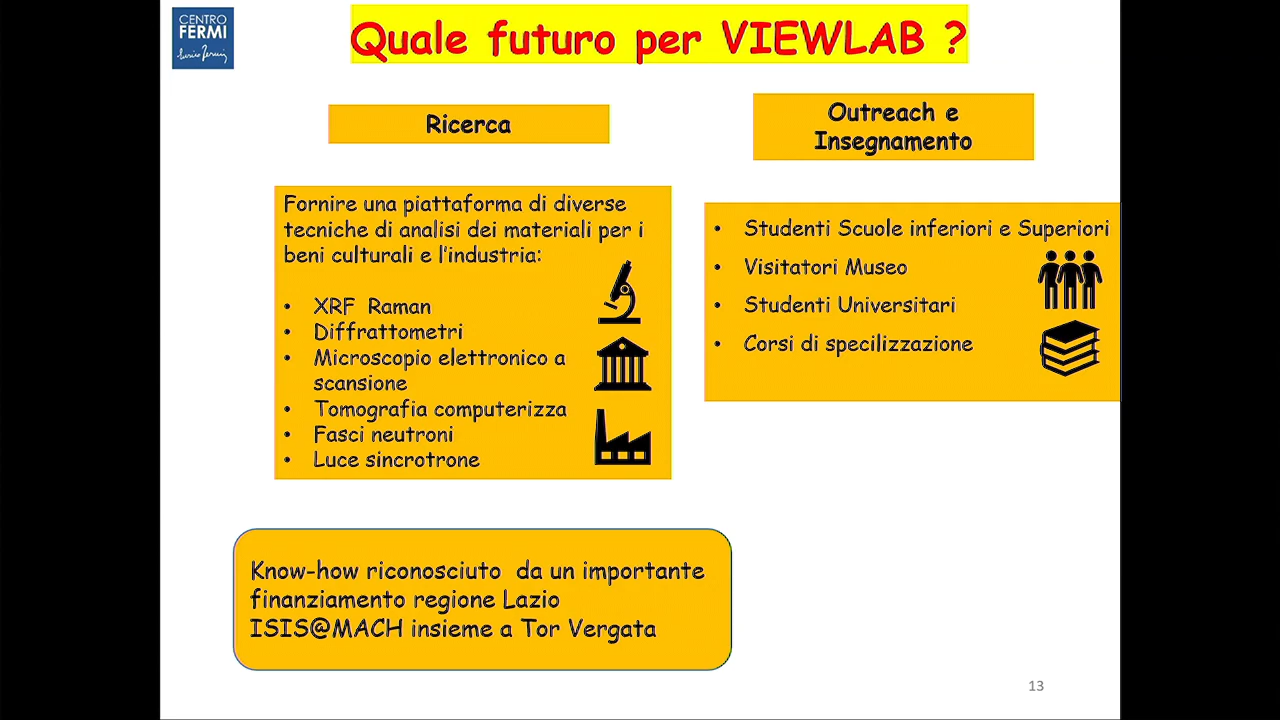 CENTRO
FERMI
Quale futuro per VIEWLAB ?
Ricerca
Fornire una piattaforma di diverse
tecniche di analisi dei materiali per i
beni culturali e l'industria:
• XRF Raman
• Diffrattometri
• Microscopio elettronico a
scansione
• Tomografia computerizza
• Fasci neutroni
• Luce sincrotrone
Outreach e
Insegnamento
• Studenti Scuole inferiori e Superiori
• Visitatori Museo
• Studenti Universitari
• Corsi di specilizzazione
Know-how riconosciuto da un importante
finanziamento regione Lazio
ISIS@MACH insieme a Tor Vergata
13